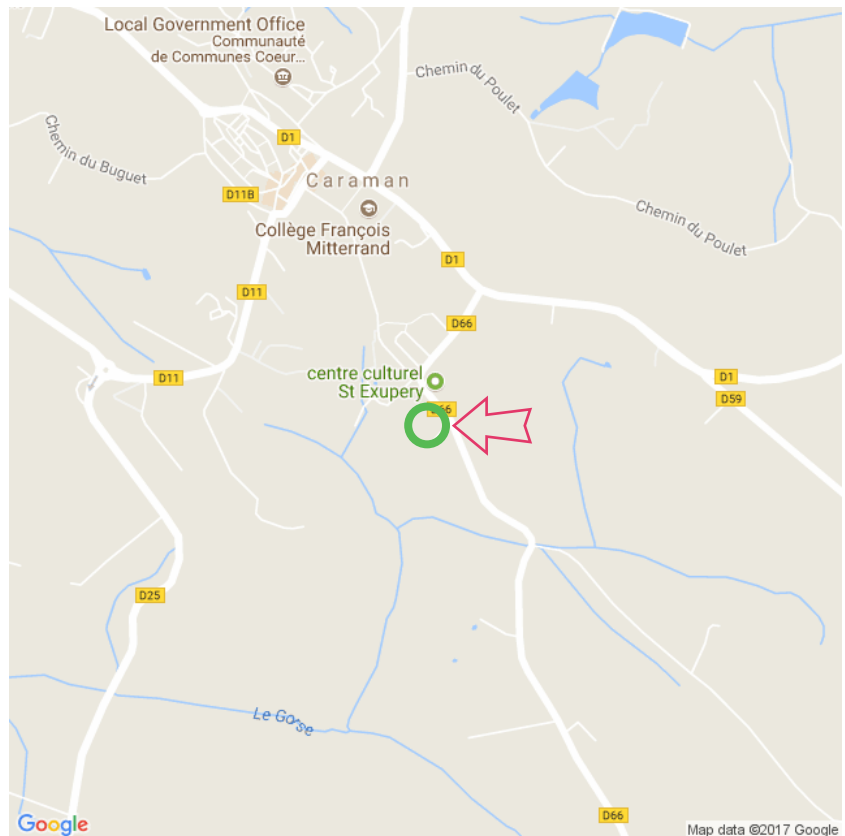 Local Government Office
Communauté
de Communes Coeur...
Chemin du Poulet
D1
Chemin du Buguet
Caraman
D11B
Chemin du Poulet
Collège François
Mitterrand
D1
D11
D66
centre culturel
St Exupery
D11
D1
D59
D66
D25
Le Gorse
D66
Google
Map data ©2017 Google